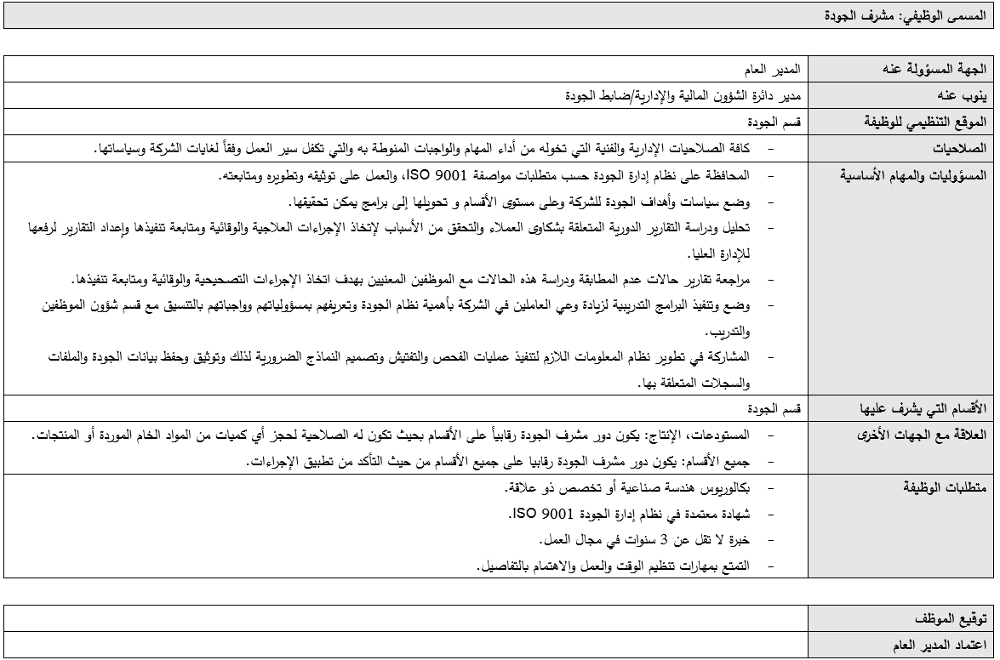 المسمى الوظيفي: مشرف الجودة
الجهة المسؤولة عنه
المدير العام
ينوب عنه
مدير دائرة الشؤون المالية والإدارية/ضابط الجودة
الموقع التنظيمي للوظيفة
قسم الجودة
الصلاحيات
- كافة الصلاحيات الإدارية والفنية التي تخوله من أداء المهام والواجبات المنوطة به والتي تكفل سير العمل وفقاً لغايات الشركة وسياساتها.
المسؤوليات والمهام الأساسية
- المحافظة على نظام إدارة الجودة حسب متطلبات مواصفة ISO 9001، والعمل على توثيقه وتطويره ومتابعته.
- وضع سياسات وأهداف الجودة للشركة وعلى مستوى الأقسام و تحويلها إلى برامج يمكن تحقيقها.
- تحليل ودراسة التقارير الدورية المتعلقة بشكاوى العملاء والتحقق من الأسباب لإتخاذ الإجراءات العلاجية والوقائية ومتابعة تنفيذها وإعداد التقارير لرفعها
للإدارة العليا.
- مراجعة تقارير حالات عدم المطابقة ودراسة هذه الحالات مع الموظفين المعنيين بهدف اتخاذ الإجراءات التصحيحية والوقائية ومتابعة تنفيذها.
- وضع وتنفيذ البرامج التدريبية لزيادة وعي العاملين في الشركة بأهمية نظام الجودة وتعريفهم بمسؤولياتهم وواجباتهم بالتنسيق مع قسم شؤون الموظفين
والتدريب.
- المشاركة في تطوير نظام المعلومات اللازم لتنفيذ عمليات الفحص والتفتيش وتصميم النماذج الضرورية لذلك وتوثيق وحفظ بيانات الجودة والملفات
والسجلات المتعلقة بها.
الأقسام التي يشرف عليها
قسم الجودة
العلاقة مع الجهات الأخرى
- المستودعات، الإنتاج: يكون دور مشرف الجودة رقابياً على الأقسام بحيث تكون له الصلاحية لحجز أي كميات من المواد الخام الموردة أو المنتجات.
- جميع الأقسام: يكون دور مشرف الجودة رقابيا على جميع الأقسام من حيث التأكد من تطبيق الإجراءات.
متطلبات الوظيفة
- بكالوريوس هندسة صناعية أو تخصص ذو علاقة.
- شهادة معتمدة في نظام إدارة الجودة ISO 9001.
- خبرة لا تقل عن 3 سنوات في مجال العمل.
- التمتع بمهارات تنظيم الوقت والعمل والاهتمام بالتفاصيل.
توقيع الموظف
اعتماد المدير العام